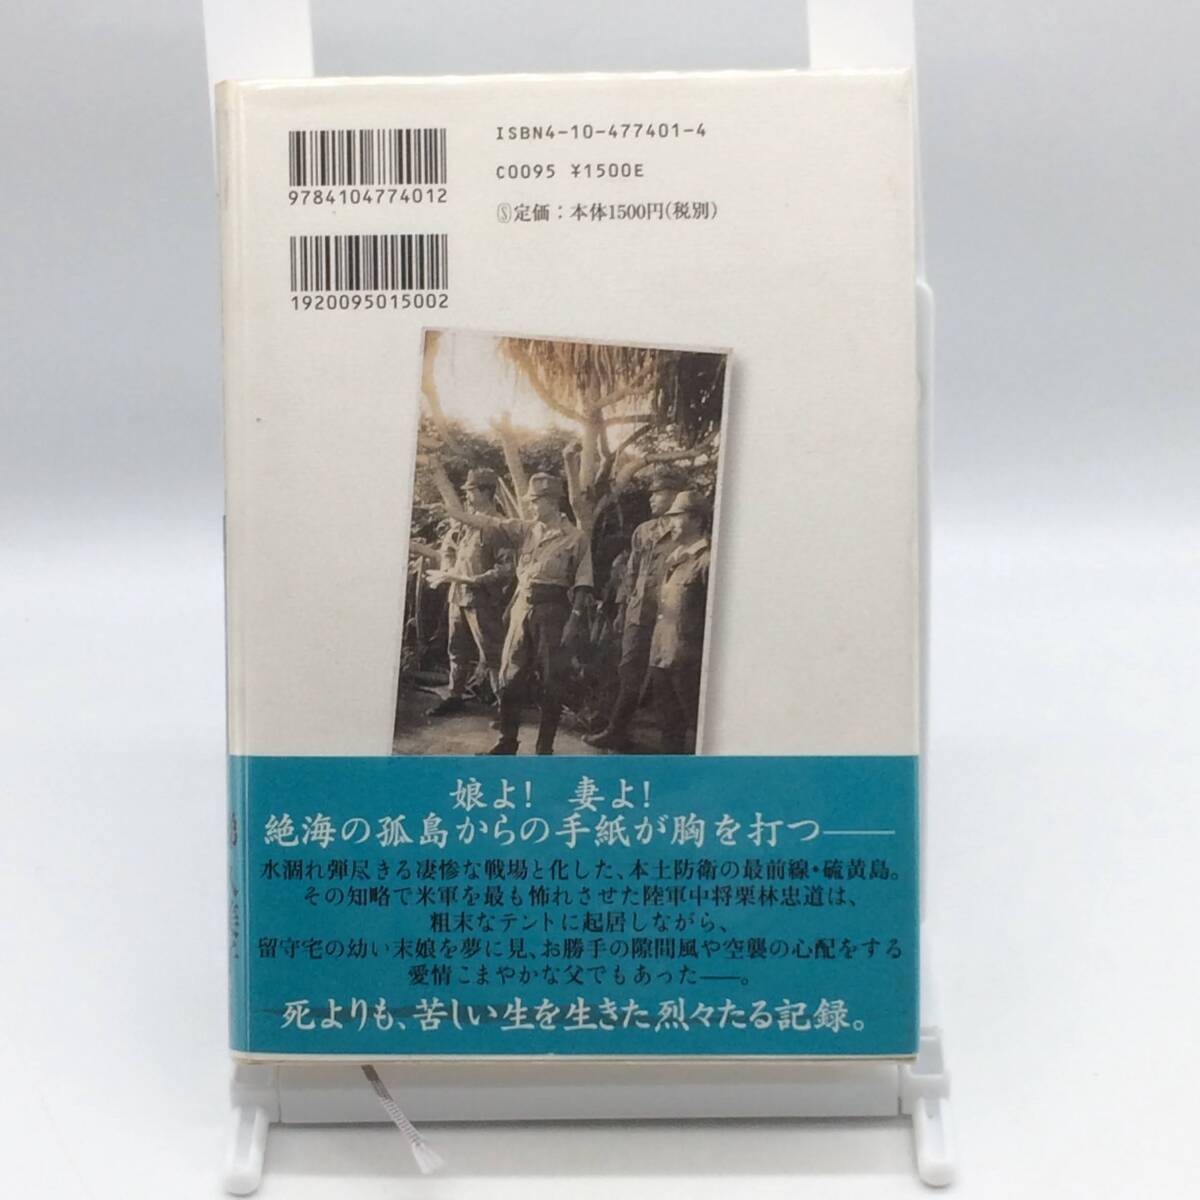 ISBN4-10-477401-4
C0095 ¥1500E
Ⓢ定価：本体1500円(税別)
9784104774012
1920095015002
娘よ！ 妻よ！
絶海の孤島からの手紙が胸を打つ――
水涸れ弾尽きる凄惨な戦場と化した、本土防衛の最前線・硫黄島。
その知略で米軍を最も怖れさせた陸軍中将栗林忠道は、
粗末なテントに起居しながら、
留守宅の幼い末娘を夢に見、お勝手の隙間風や空襲の心配をする
愛情こまやかな父でもあった――。
死よりも、苦しい生を生きた烈々たる記録。